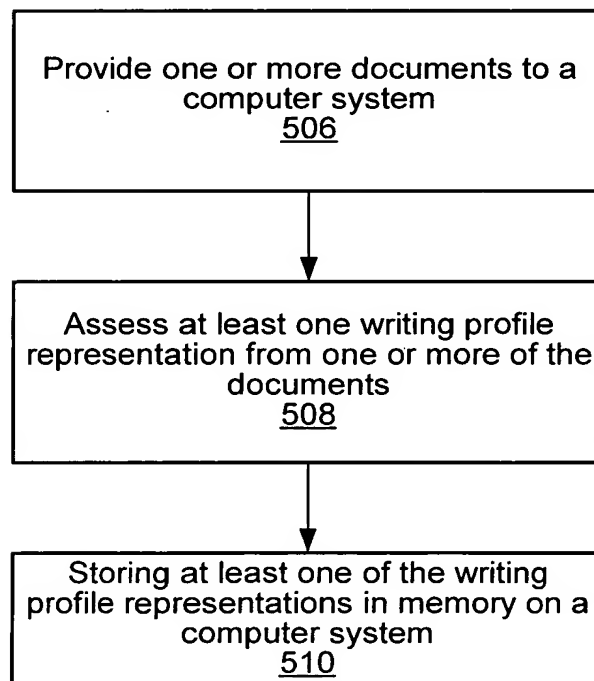 Provide one or more documents to a
computer system
506
Assess at least one writing profile
representation from one or more of the
documents
508
Storing at least one of the writing
profile representations in memory on a
computer system
510